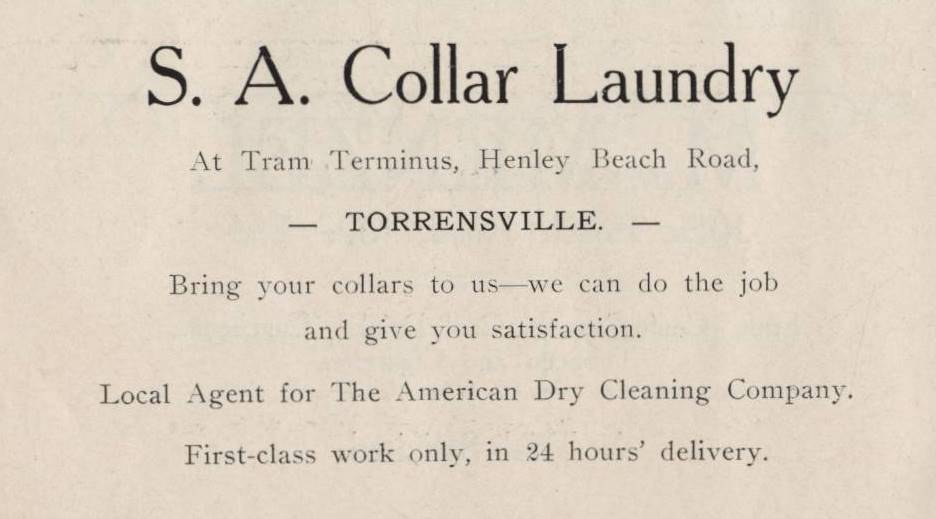 S. A. Collar Laundry
At Tram Terminus, Henley Beach Road,
— TORRENSVILLE. —
Bring your collars to us—we can do the job
and give you satisfaction.
Local Agent for The American Dry Cleaning Company.
First-class work only, in 24 hours' delivery.